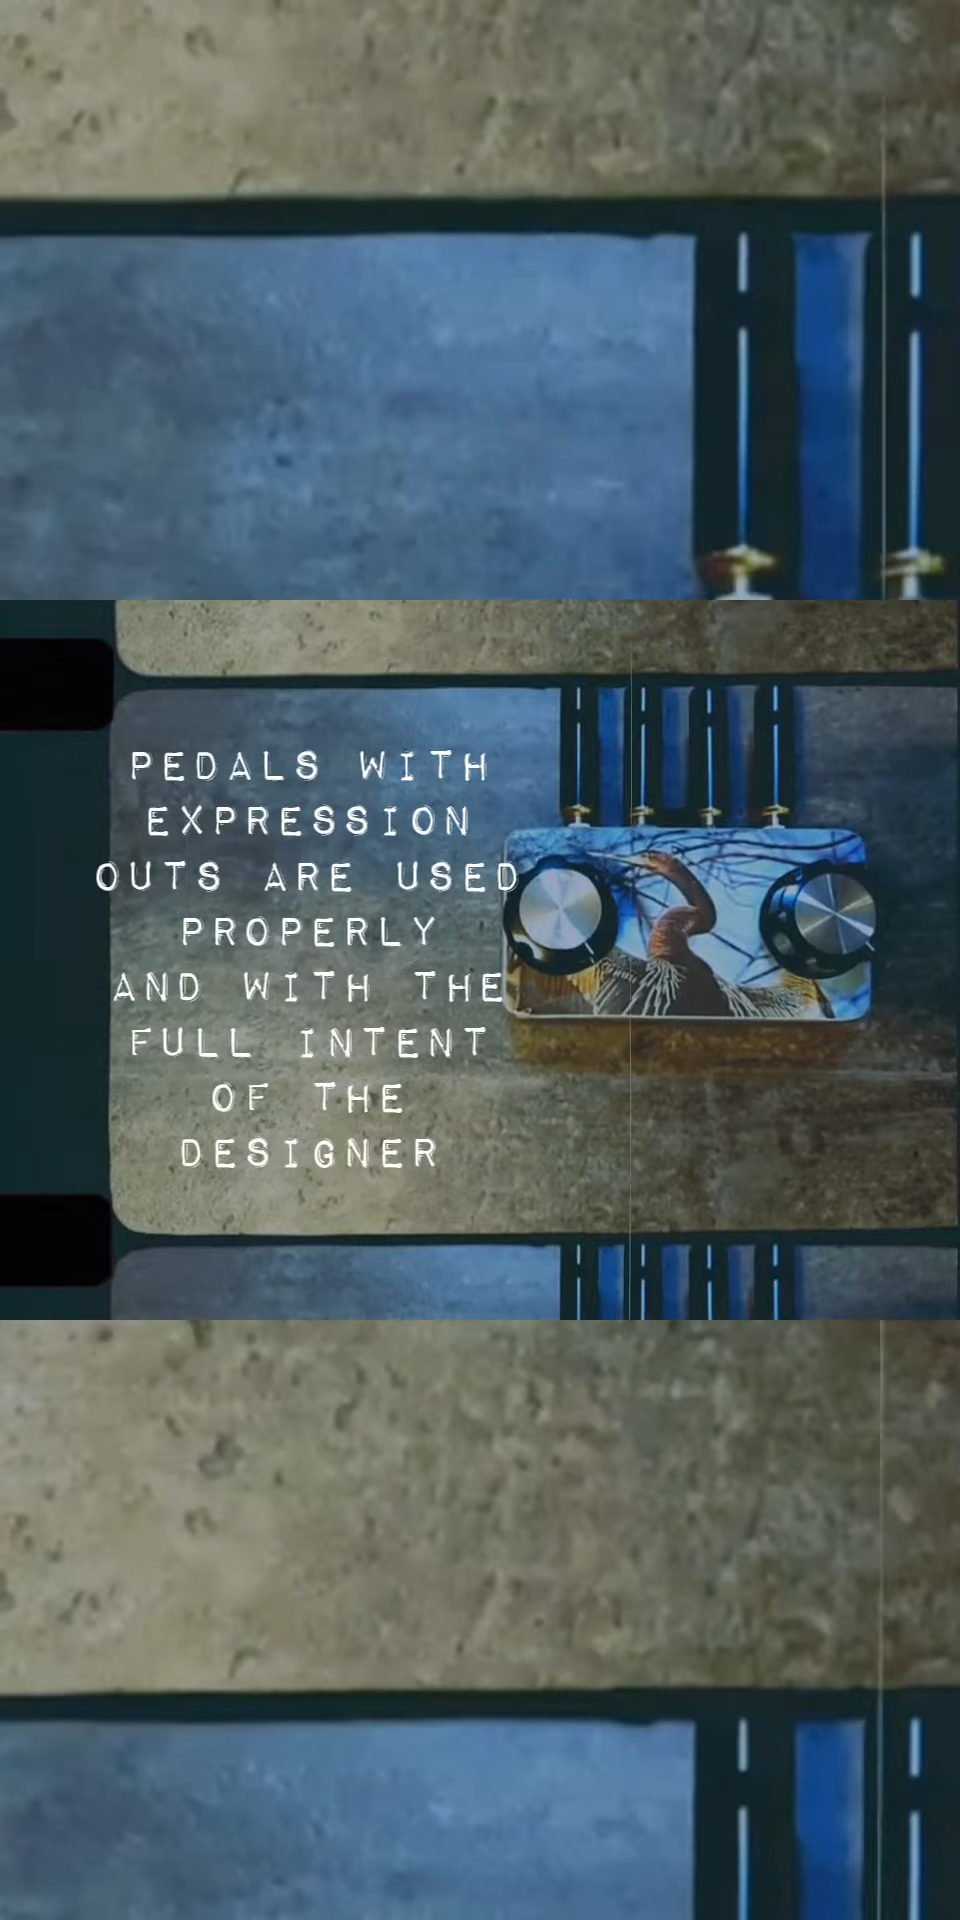 PEDALS WITH
EXPRESSION
OUTS ARE USED
PROPERLY
AND WITH THE
FULL INTENT
OF THE
DESIGNER